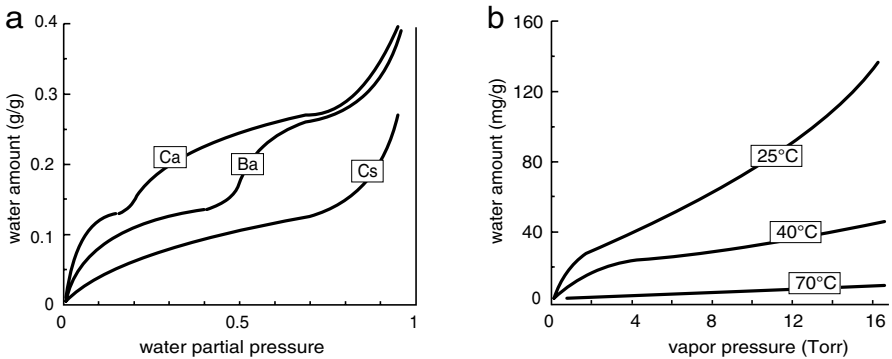 a
water amount (g/g)
0.4
0.3
0.2
0.1
0
0
0.5
1
water partial pressure
Ca
Ba
Cs
b
water amount (mg/g)
160
120
80
40
0
0
4
8
12
16
vapor pressure (Torr)
25°C
40°C
70°C